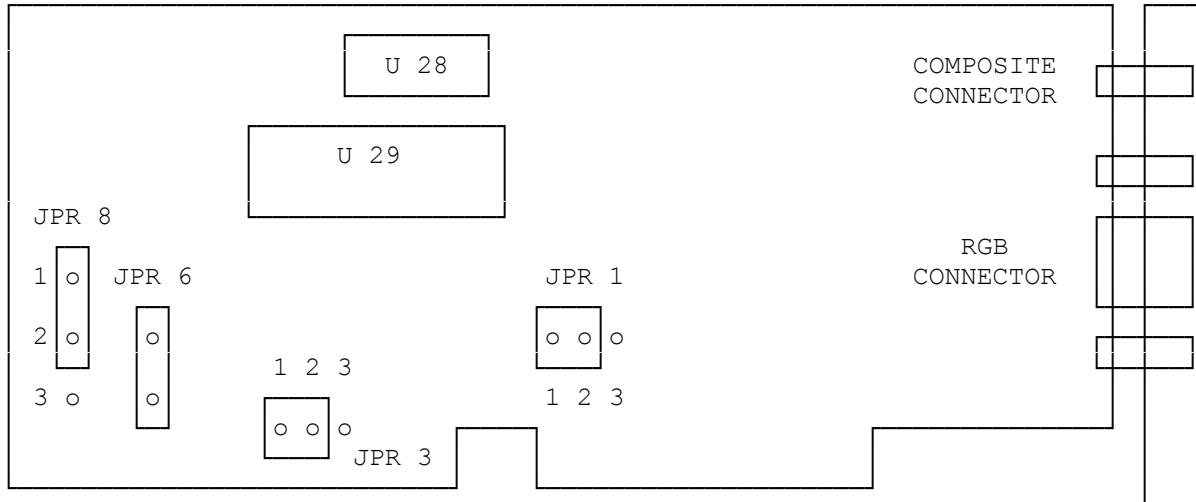 U 28
COMPOSITE
CONNECTOR
U 29
JPR 8
RGB
CONNECTOR
1
JPR 6
JPR 1
2
1 2 3
3
1 2 3
JPR 3